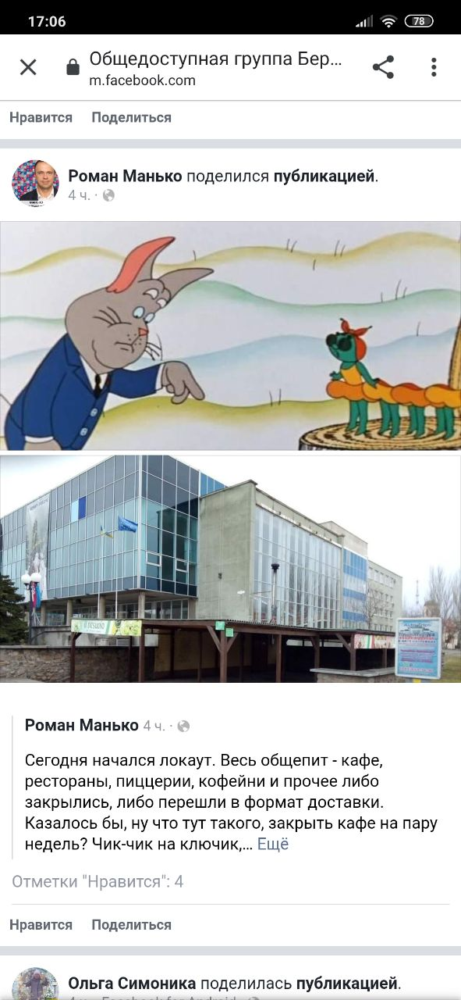 17:06
78
Общедоступная группа Бер...
m.facebook.com
Нравится Поделиться
Роман Манько поделился публикацией.
4 ч. ·
Роман Манько 4 ч. ·
Сегодня начался локаут. Весь общепит - кафе,
рестораны, пиццерии, кофейни и прочее либо
закрылись, либо перешли в формат доставки.
Казалось бы, ну что тут такого, закрыть кафе на пару
недель? Чик-чик на ключик,... Ещё
Отметки "Нравится": 4
Нравится Поделиться
Ольга Симоника поделилась публикацией.